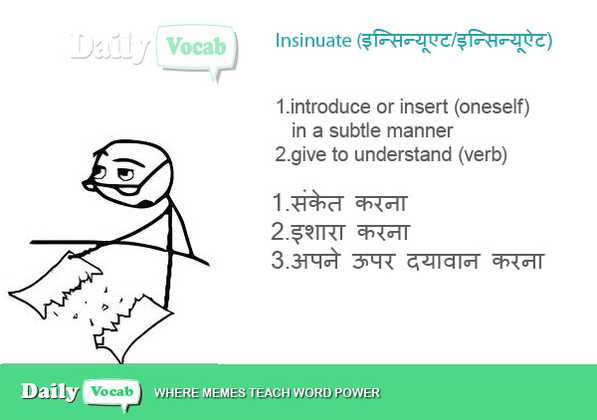 Daily Vocab
Insinuate (इन्सिन्यूएट/इन्सिन्यूऐट)
1.introduce or insert (oneself)
in a subtle manner
2.give to understand (verb)
1.संकेत करना
2.इशारा करना
3.अपने ऊपर दयावान करना
Daily Vocab WHERE MEMES TEACH WORD POWER